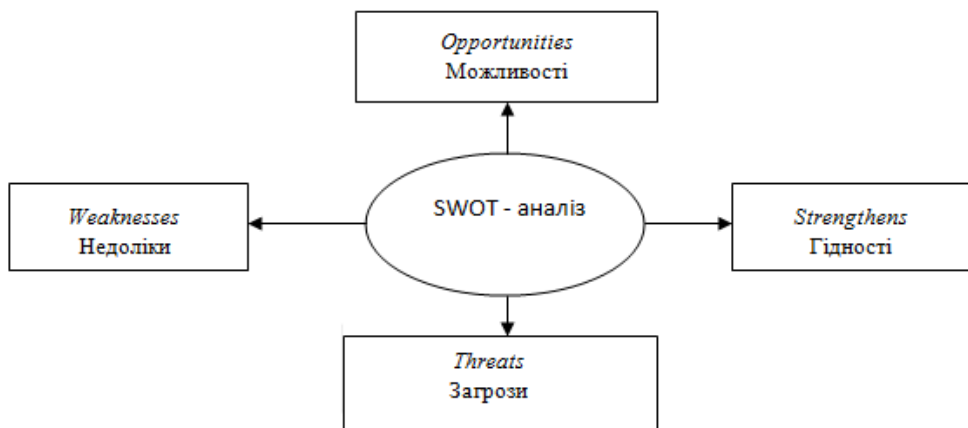 Opportunities
Можливості
SWOT - аналіз
Weaknesses
Недоліки
Strengthens
Гідності
Threats
Загрози